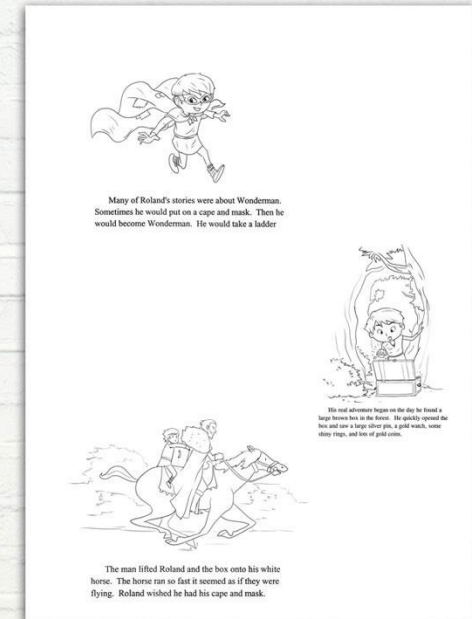 Many of Roland's stories were about Wonderman.
Sometimes he would put on a cape and mask. Then he
would become Wonderman. He would take a ladder
His real adventure began on the day he found a
large brown box in the forest. He quickly opened the
box and saw a large silver pin, a gold watch, some
shiny rings, and lots of gold coins.
The man lifted Roland and the box onto his white
horse. The horse ran so fast it seemed as if they were
flying. Roland wished he had his cape and mask.